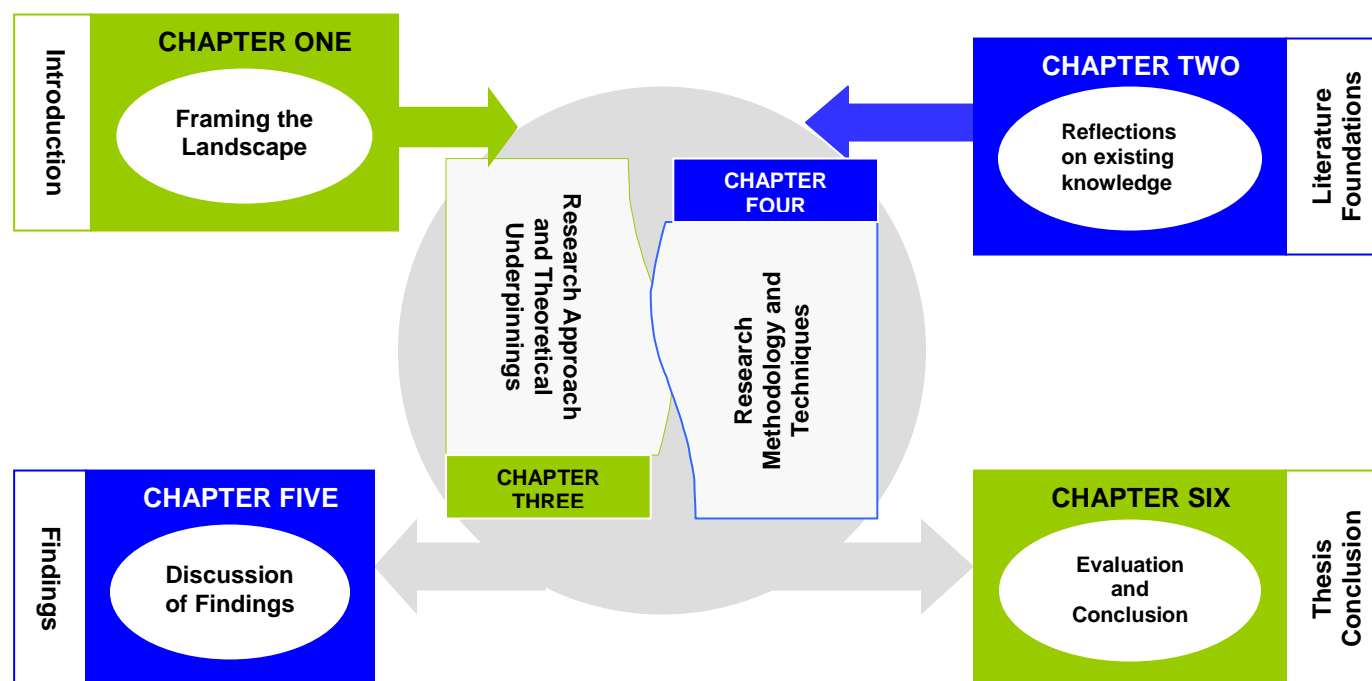 Introduction
CHAPTER ONE
Framing the
Landscape
CHAPTER TWO
Reflections
on existing
knowledge
Literature
Foundations
Research Approach
and Theoretical
Underpinnings
CHAPTER
THREE
CHAPTER
FOUR
Research
Methodology and
Techniques
Findings
CHAPTER FIVE
Discussion
of Findings
CHAPTER SIX
Evaluation
and
Conclusion
Thesis
Conclusion